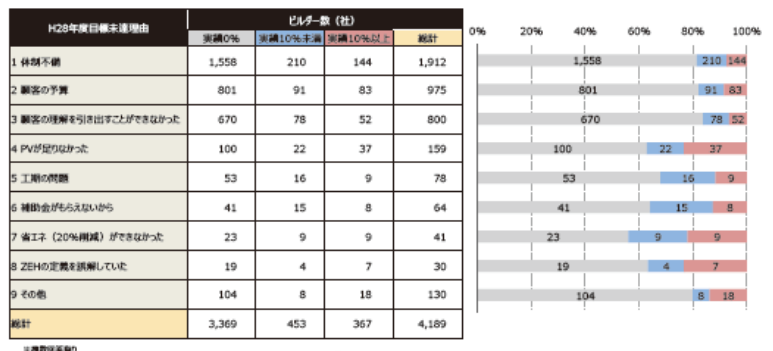 H28年度目標未達理由 ビルダー数（社）
実績0% 実績10%未満 実績10%以上 総計
0% 20% 40% 60% 80% 100%
1 体制不備 1,558 210 144 1,912 1,558 210 144
2 顧客の予算 801 91 83 975 801 91 83
3 顧客の理解を引き出すことができなかった 670 78 52 800 670 78 52
4 PVが足りなかった 100 22 37 159 100 22 37
5 工期の問題 53 16 9 78 53 16 9
6 補助金がもらえないから 41 15 8 64 41 15 8
7 省エネ（20%削減）ができなかった 23 9 9 41 23 9 9
8 ZEHの定義を誤解していた 19 4 7 30 19 4 7
9 その他 104 8 18 130 104 8 18
総計 3,369 453 367 4,189
※複数回答有り